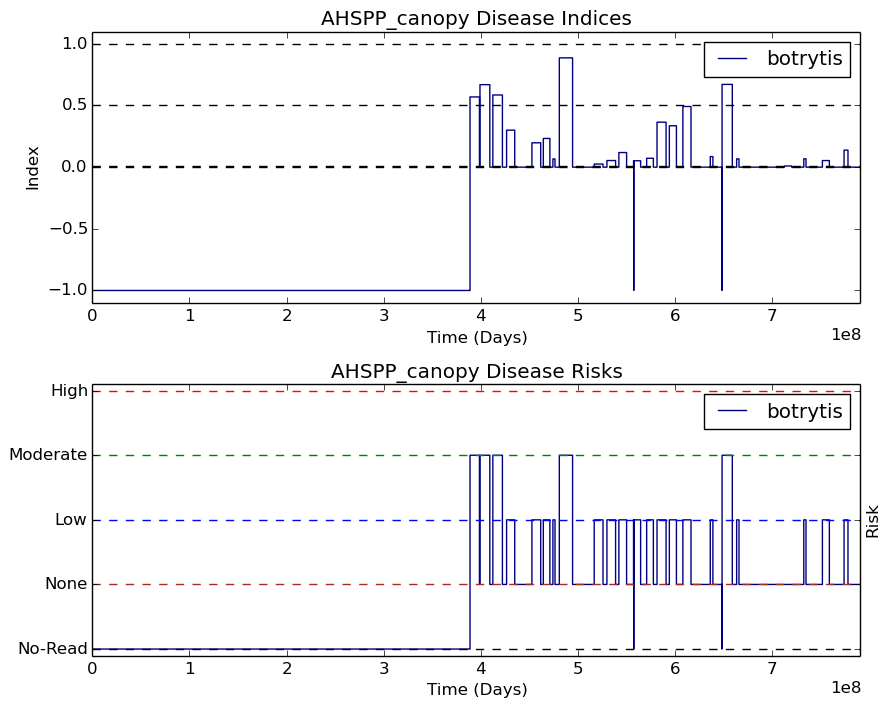 AHSPP_canopy Disease Indices
1.0
0.5
0.0
−0.5
−1.0
Index
botrytis
0 1 2 3 4 5 6 7
1e8
Time (Days)
AHSPP_canopy Disease Risks
High
Moderate
Low
None
No-Read
botrytis
Risk
0 1 2 3 4 5 6 7
1e8
Time (Days)